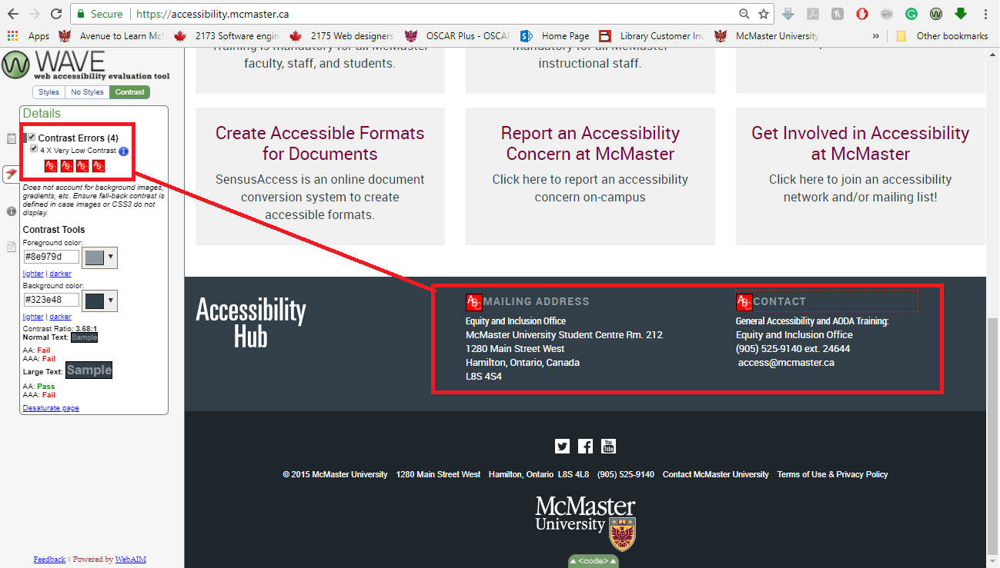 Secure | https://accessibility.mcmaster.ca
Apps Avenue to Learn Mc 2173 Software engin 2175 Web designers OSCAR Plus - OSCAR Home Page Library Customer Inv McMaster University » Other bookmarks
WAVE
web accessibility evaluation tool
Styles No Styles Contrast
Details
Contrast Errors (4)
4 X Very Low Contrast
Does not account for background images,
gradients, etc. Ensure fall-back contrast is
defined in case images or CSS3 do not
display.
Contrast Tools
Foreground color:
#8e979d
lighter | darker
Background color:
#323e48
lighter | darker
Contrast Ratio: 3.68:1
Normal Text: Sample
AA: Fail
AAA: Fail
Large Text: Sample
AA: Pass
AAA: Fail
Desaturate page
Feedback | Powered by WebAIM
Training is mandatory for all McMaster
faculty, staff, and students.
mandatory for all McMaster
instructional staff.
Create Accessible Formats
for Documents
SensusAccess is an online document
conversion system to create
accessible formats.
Report an Accessibility
Concern at McMaster
Click here to report an accessibility
concern on-campus
Get Involved in Accessibility
at McMaster
Click here to join an accessibility
network and/or mailing list!
Accessibility
Hub
ABC MAILING ADDRESS
Equity and Inclusion Office
McMaster University Student Centre Rm. 212
1280 Main Street West
Hamilton, Ontario, Canada
L8S 4S4
ABC CONTACT
General Accessibility and AODA Training:
Equity and Inclusion Office
(905) 525-9140 ext. 24644
access@mcmaster.ca
You Tube
© 2015 McMaster University 1280 Main Street West Hamilton, Ontario L8S 4L8 (905) 525-9140 Contact McMaster University Terms of Use & Privacy Policy
McMaster
University
▲ <code> ▲